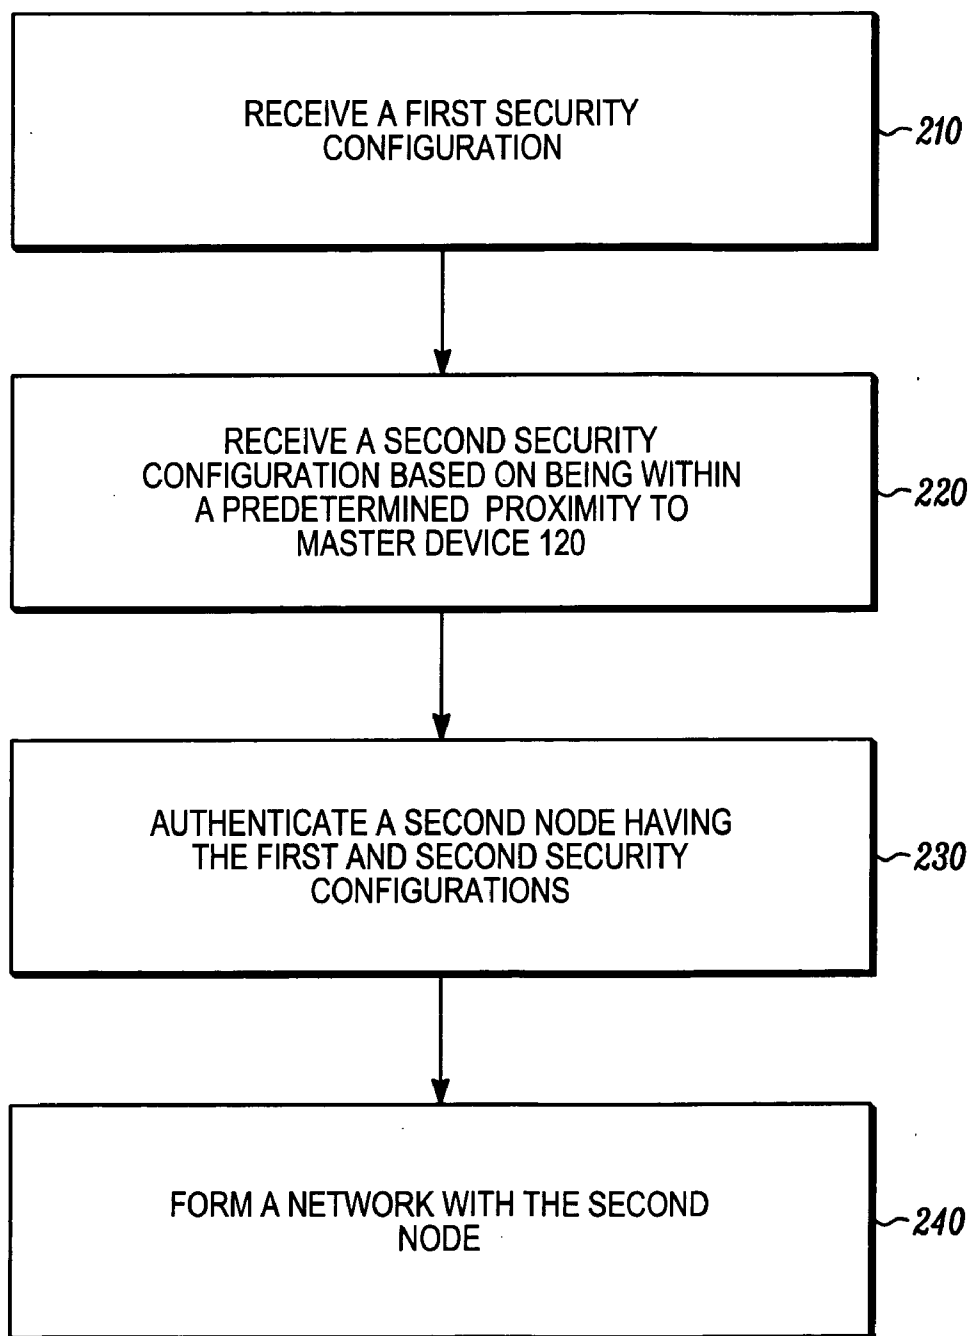 RECEIVE A FIRST SECURITY
CONFIGURATION
210
RECEIVE A SECOND SECURITY
CONFIGURATION BASED ON BEING WITHIN
A PREDETERMINED PROXIMITY TO
MASTER DEVICE 120
220
AUTHENTICATE A SECOND NODE HAVING
THE FIRST AND SECOND SECURITY
CONFIGURATIONS
230
FORM A NETWORK WITH THE SECOND
NODE
240